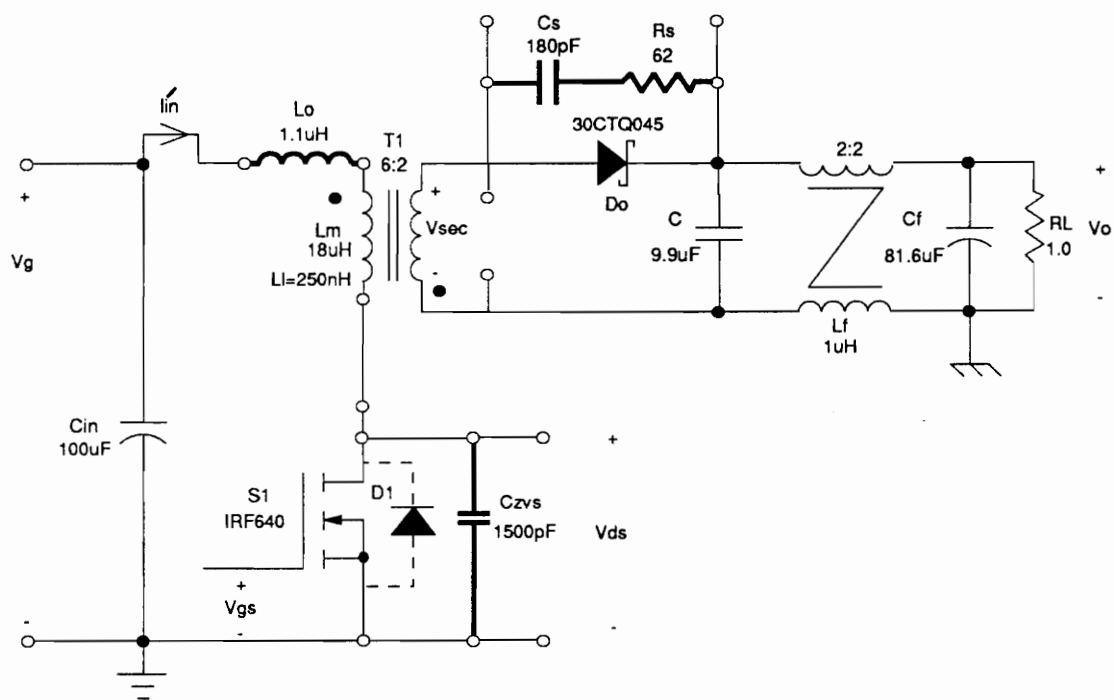 Cs
180pF
Rs
62
Iin
Lo
1.1uH
T1
6:2
30CTQ045
2:2
+
Vg
-
Lm
18uH
Ll=250nH
+
Vsec
-
Do
C
9.9uF
Cf
81.6uF
RL
1.0
+
Vo
-
Lf
1uH
Cin
100uF
S1
IRF640
D1
Czvs
1500pF
+
Vds
-
+
Vgs
-